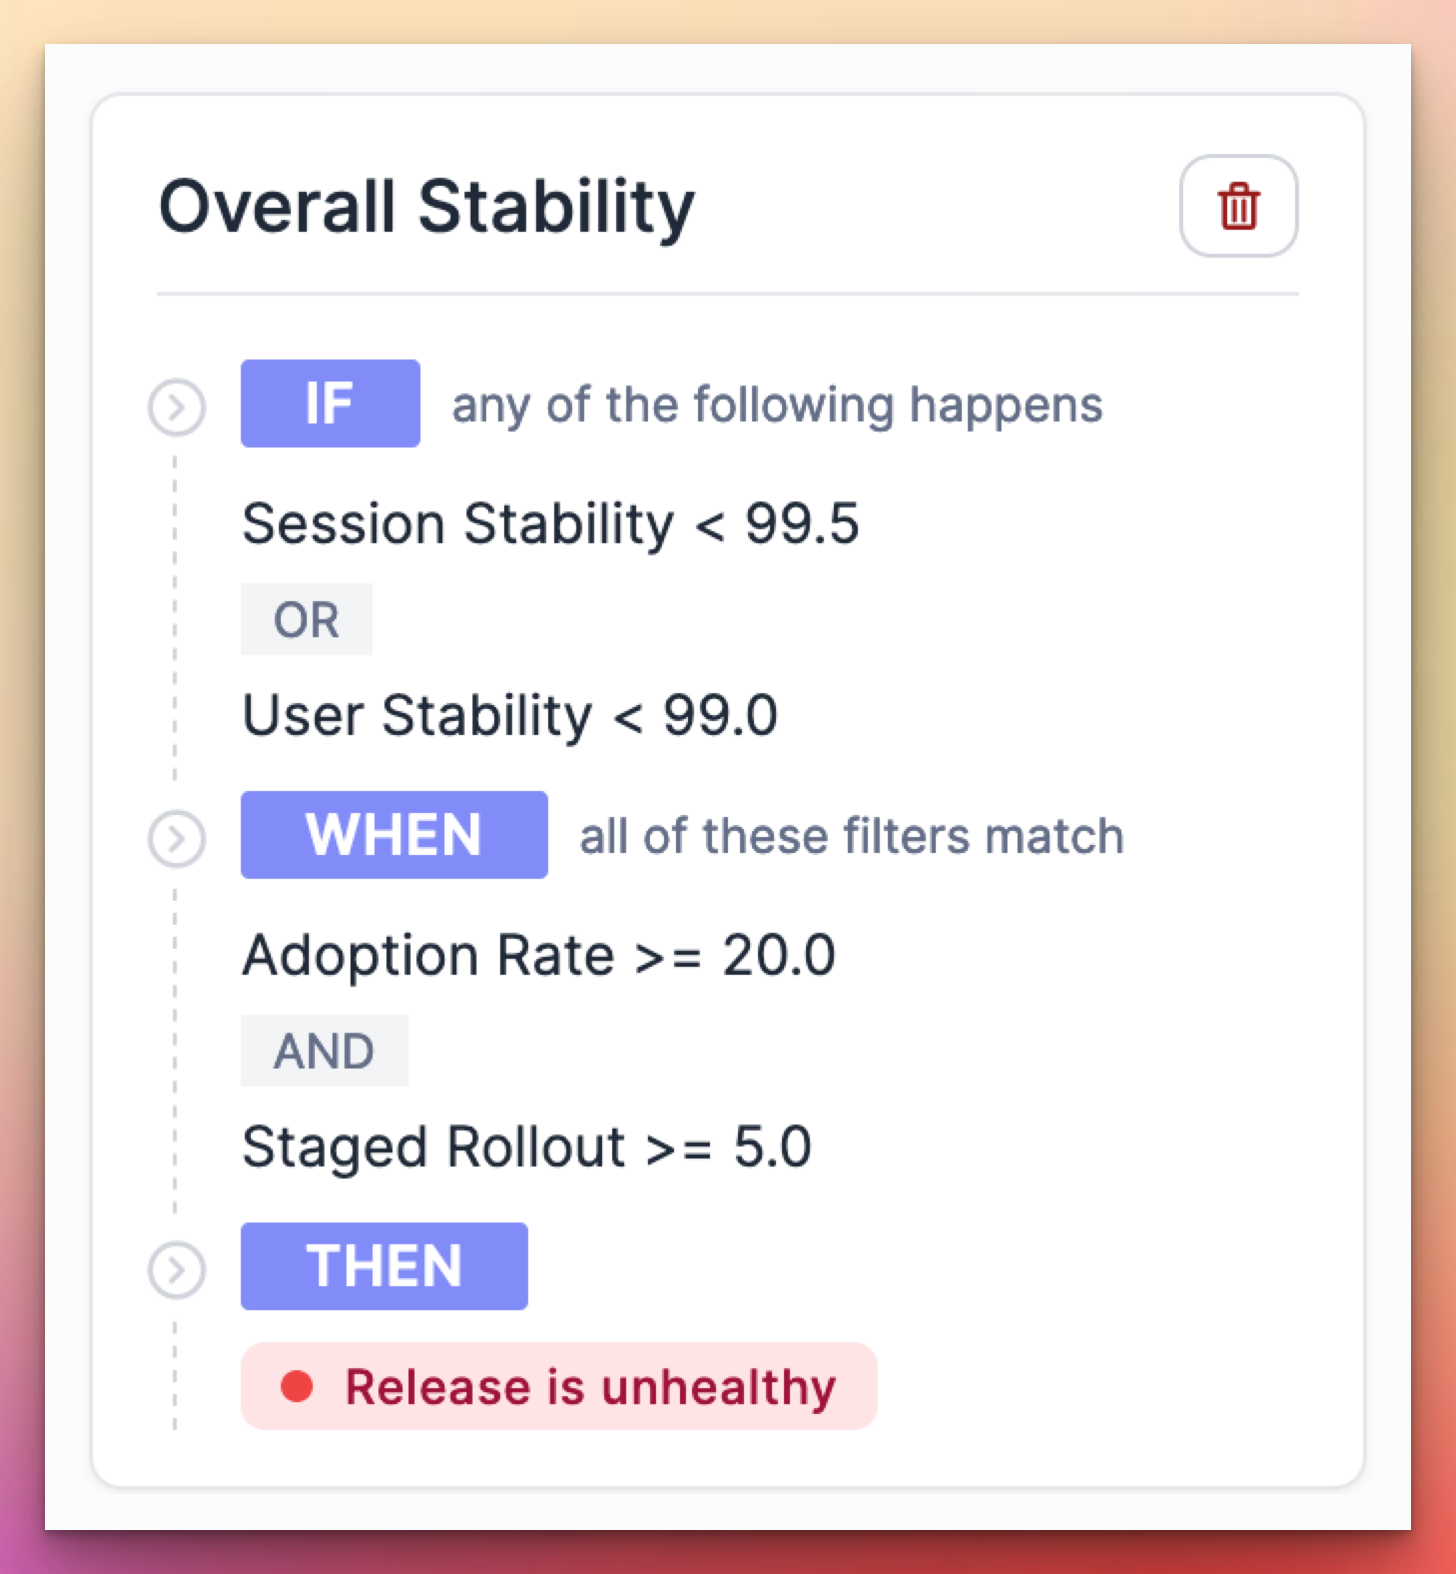 Overall Stability
IF any of the following happens
Session Stability < 99.5
OR
User Stability < 99.0
WHEN all of these filters match
Adoption Rate >= 20.0
AND
Staged Rollout >= 5.0
THEN
Release is unhealthy